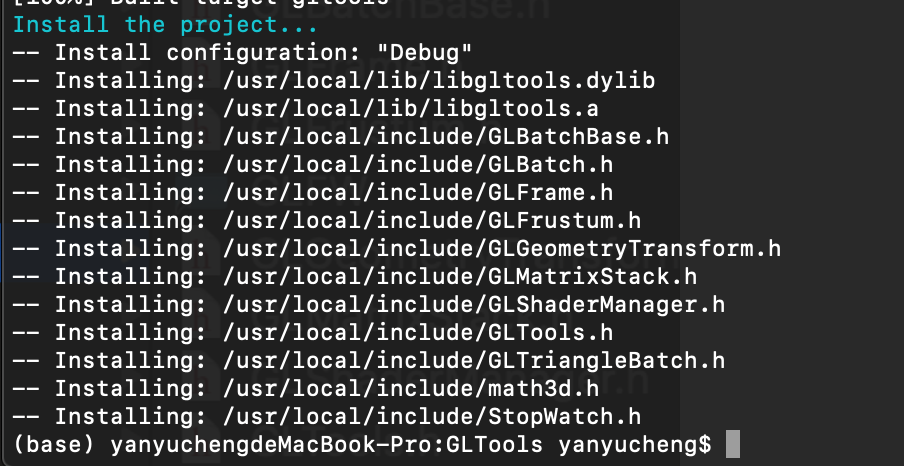 [100%] Built target gltools
Install the project...
-- Install configuration: "Debug"
-- Installing: /usr/local/lib/libgltools.dylib
-- Installing: /usr/local/lib/libgltools.a
-- Installing: /usr/local/include/GLBatchBase.h
-- Installing: /usr/local/include/GLBatch.h
-- Installing: /usr/local/include/GLFrame.h
-- Installing: /usr/local/include/GLFrustum.h
-- Installing: /usr/local/include/GLGeometryTransform.h
-- Installing: /usr/local/include/GLMatrixStack.h
-- Installing: /usr/local/include/GLShaderManager.h
-- Installing: /usr/local/include/GLTools.h
-- Installing: /usr/local/include/GLTriangleBatch.h
-- Installing: /usr/local/include/math3d.h
-- Installing: /usr/local/include/StopWatch.h
(base) yanyuchengdeMacBook-Pro:GLTools yanyucheng$